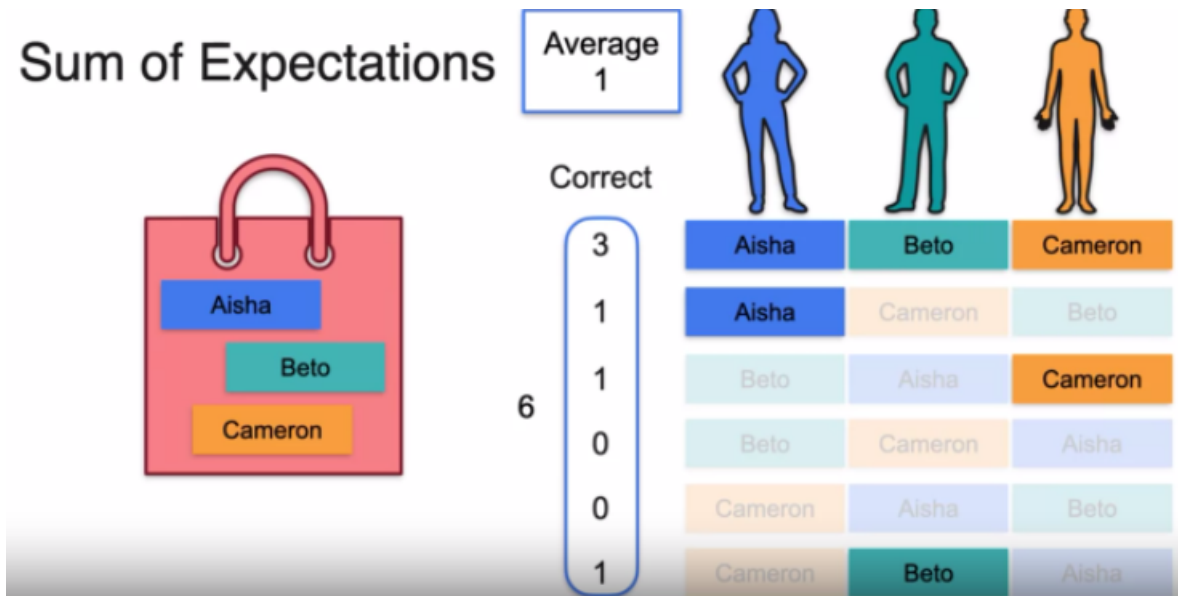 Sum of Expectations
Average
1
Correct
Aisha
Beto
Cameron
6
3 Aisha Beto Cameron
1 Aisha Cameron Beto
1 Beto Aisha Cameron
0 Beto Cameron Aisha
0 Cameron Aisha Beto
1 Cameron Beto Aisha